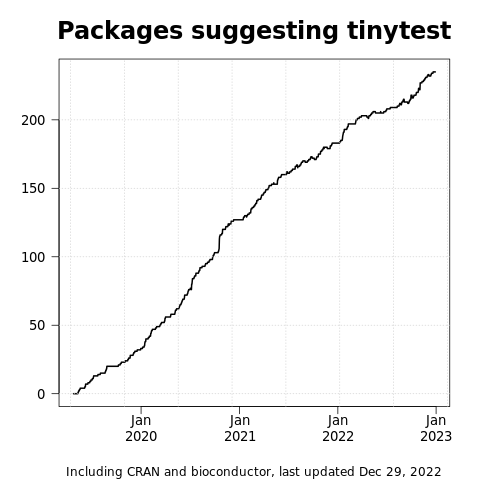 Packages suggesting tinytest
200
150
100
50
0
Jan Jan Jan Jan
2020 2021 2022 2023
Including CRAN and bioconductor, last updated Dec 29, 2022